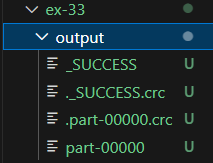 ex-33
output
_SUCCESS U
._SUCCESS.crc U
.part-00000.crc U
part-00000 U